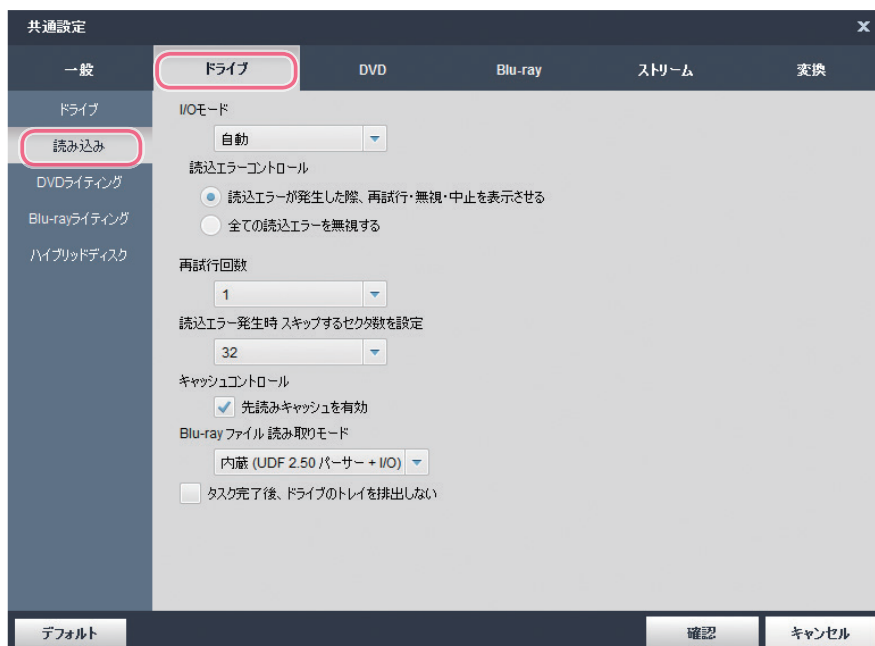 共通設定
x
一般 ドライブ DVD Blu-ray ストリーム 変換
ドライブ
読み込み
DVDライティング
Blu-rayライティング
ハイブリッドディスク
I/Oモード
自動
読込エラーコントロール
読込エラーが発生した際、再試行・無視・中止を表示させる
全ての読込エラーを無視する
再試行回数
1
読込エラー発生時 スキップするセクタ数を設定
32
キャッシュコントロール
先読みキャッシュを有効
Blu-ray ファイル 読み取りモード
内蔵 (UDF 2.50 パーサー + I/O)
タスク完了後、ドライブのトレイを排出しない
デフォルト 確認 キャンセル